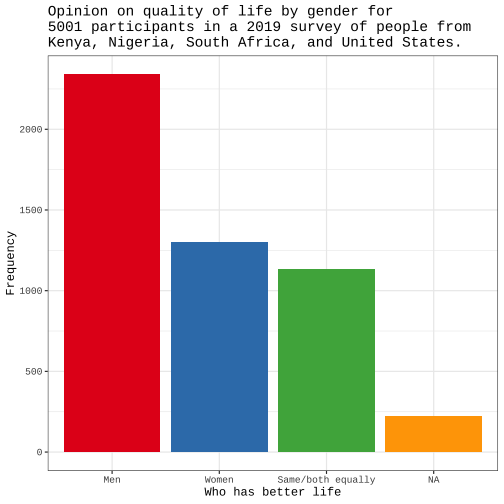 Opinion on quality of life by gender for
5001 participants in a 2019 survey of people from
Kenya, Nigeria, South Africa, and United States.
Frequency
2000
1500
1000
500
0
Men Women Same/both equally NA
Who has better life